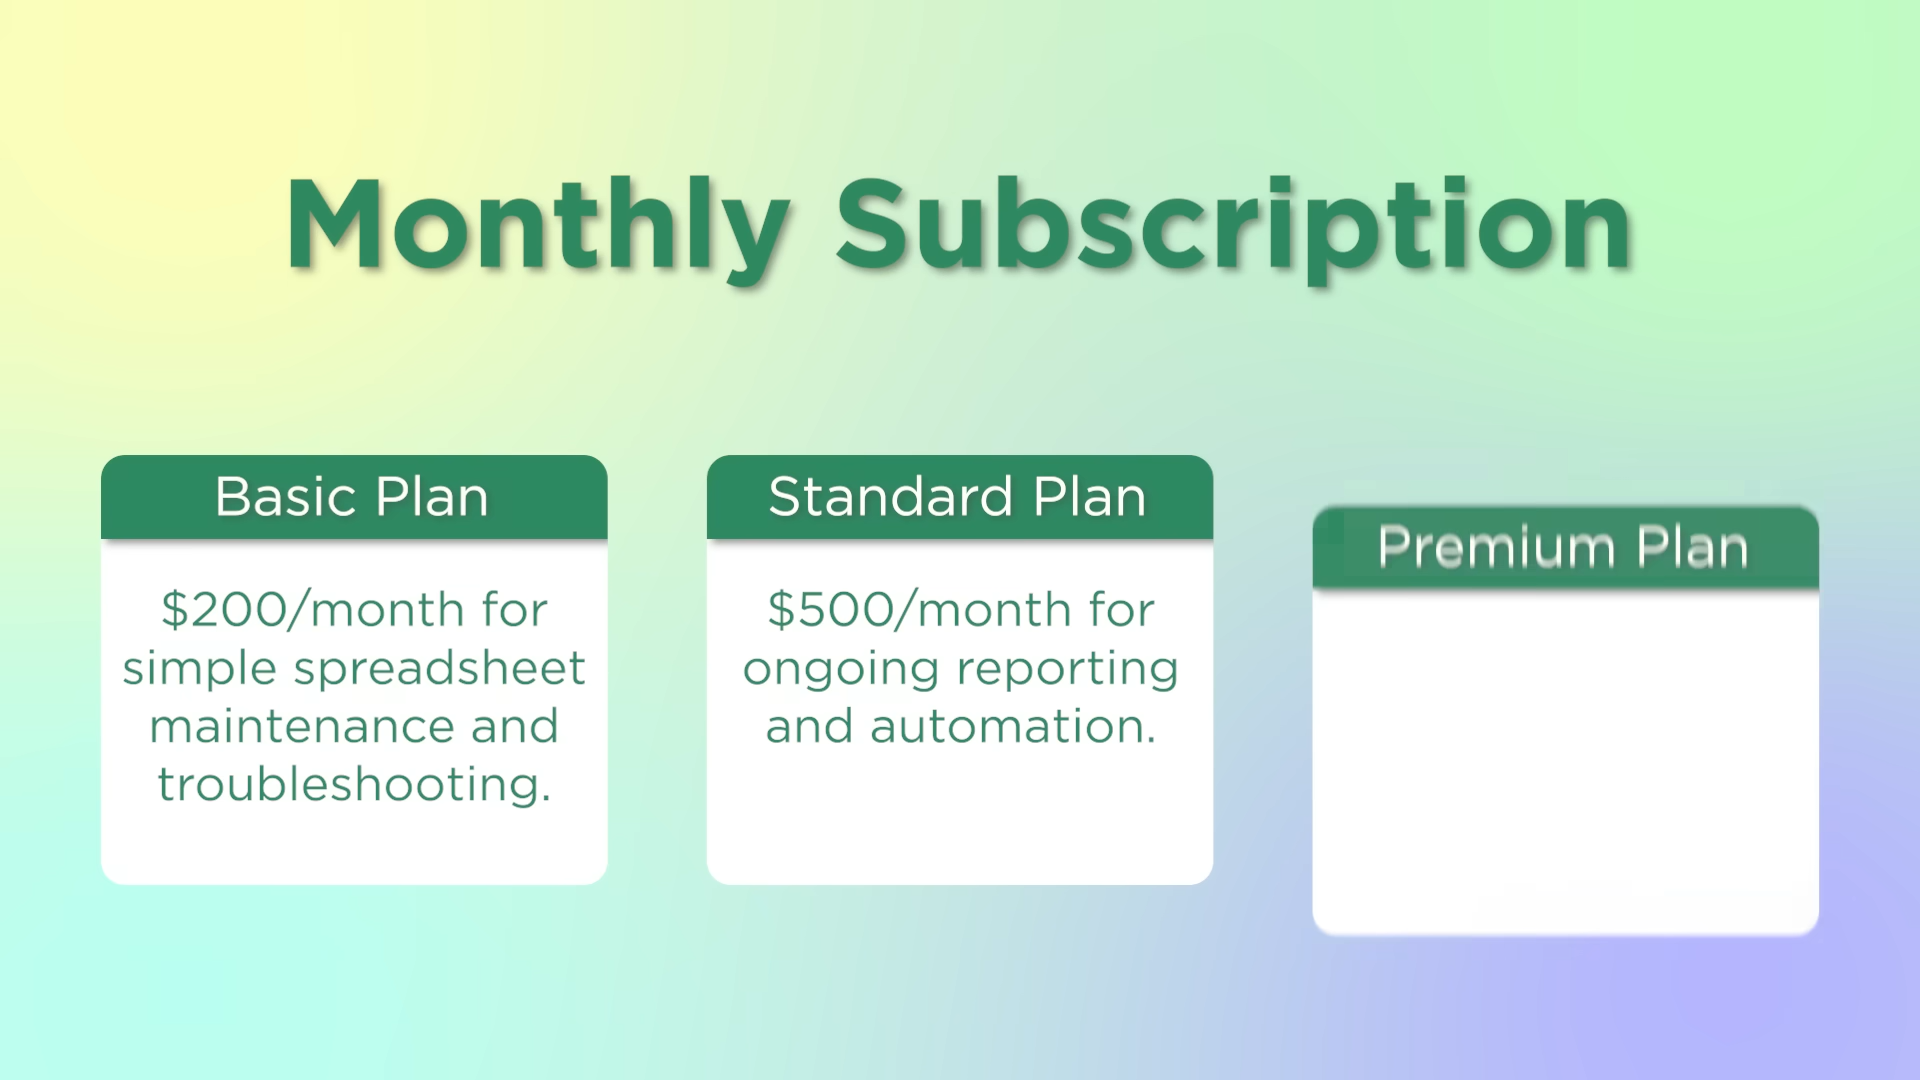 Monthly Subscription
Basic Plan
$200/month for
simple spreadsheet
maintenance and
troubleshooting.
Standard Plan
$500/month for
ongoing reporting
and automation.
Premium Plan